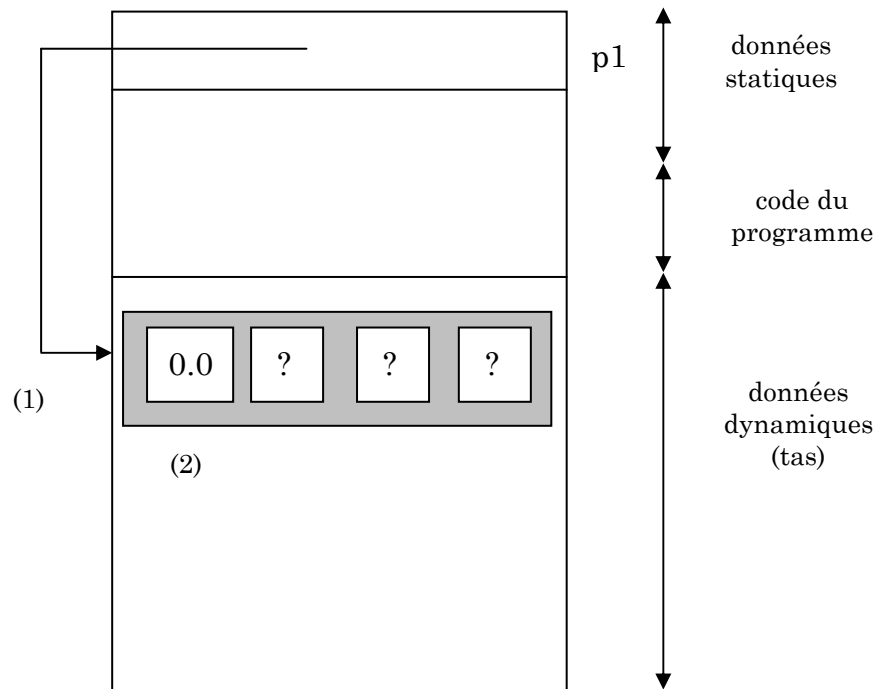 données
statiques
p1
code du
programme
0.0 ? ? ?
(1)
données
dynamiques
(tas)
(2)